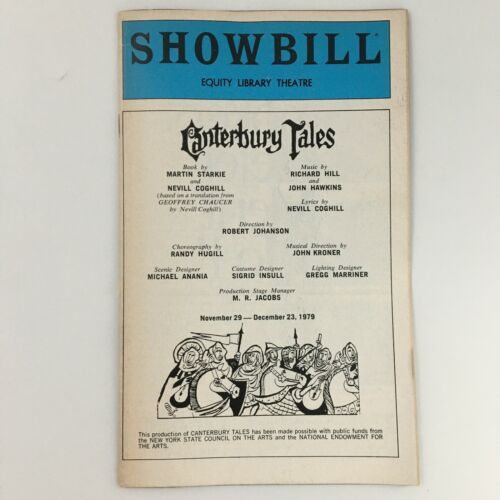 SHOWBILL
EQUITY LIBRARY THEATRE
Canterbury Tales
Book by
MARTIN STARKIE
and
NEVILL COGHILL
(based on a translation from
GEOFFREY CHAUCER
by Nevill Coghill)
Music by
RICHARD HILL
and
JOHN HAWKINS
Lyrics by
NEVILL COGHILL
Direction by
ROBERT JOHANSON
Choreography by
RANDY HUGILL
Musical Direction by
JOHN KRONER
Scenic Designer
MICHAEL ANANIA
Costume Designer
SIGRID INSULL
Lighting Designer
GREGG MARRINER
Production Stage Manager
M. R. JACOBS
November 29 — December 23, 1979
This production of CANTERBURY TALES has been made possible with public funds from
the NEW YORK STATE COUNCIL ON THE ARTS and the NATIONAL ENDOWMENT FOR
THE ARTS.